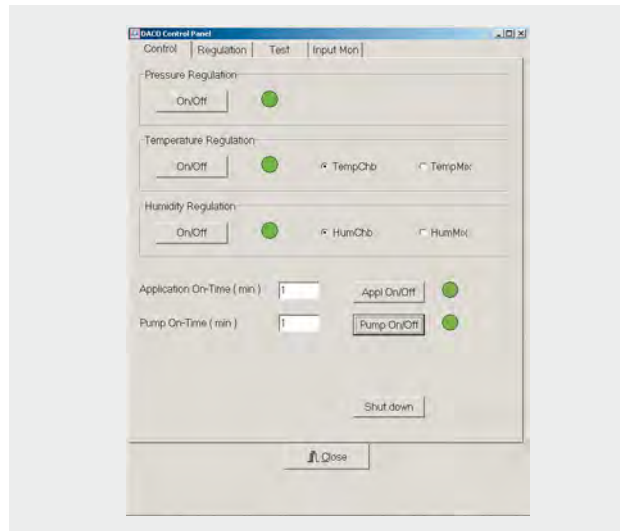 DACO Control Panel
Control Regulation Test Input Mon
Pressure Regulation
On/Off
Temperature Regulation
On/Off TempChb TempMix
Humidity Regulation
On/Off HumChb HumMix
Application On-Time ( min ) 1 Appl On/Off
Pump On-Time ( min ) 1 Pump On/Off
Shut down
Close